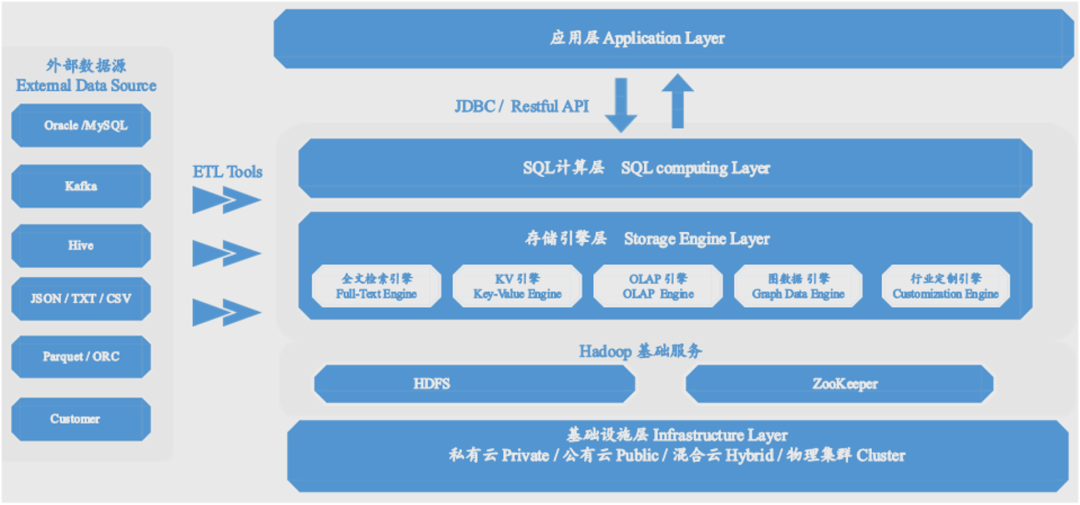 应用层 Application Layer
外部数据源
External Data Source
Oracle /MySQL
Kafka
Hive
JSON / TXT / CSV
Parquet / ORC
Customer
ETL Tools
JDBC / Restful API
SQL计算层 SQL computing Layer
存储引擎层 Storage Engine Layer
全文检索引擎
Full-Text Engine
KV 引擎
Key-Value Engine
OLAP 引擎
OLAP Engine
图数据 引擎
Graph Data Engine
行业定制引擎
Customization Engine
Hadoop 基础服务
HDFS
ZooKeeper
基础设施层 Infrastructure Layer
私有云 Private / 公有云 Public / 混合云 Hybrid / 物理集群 Cluster